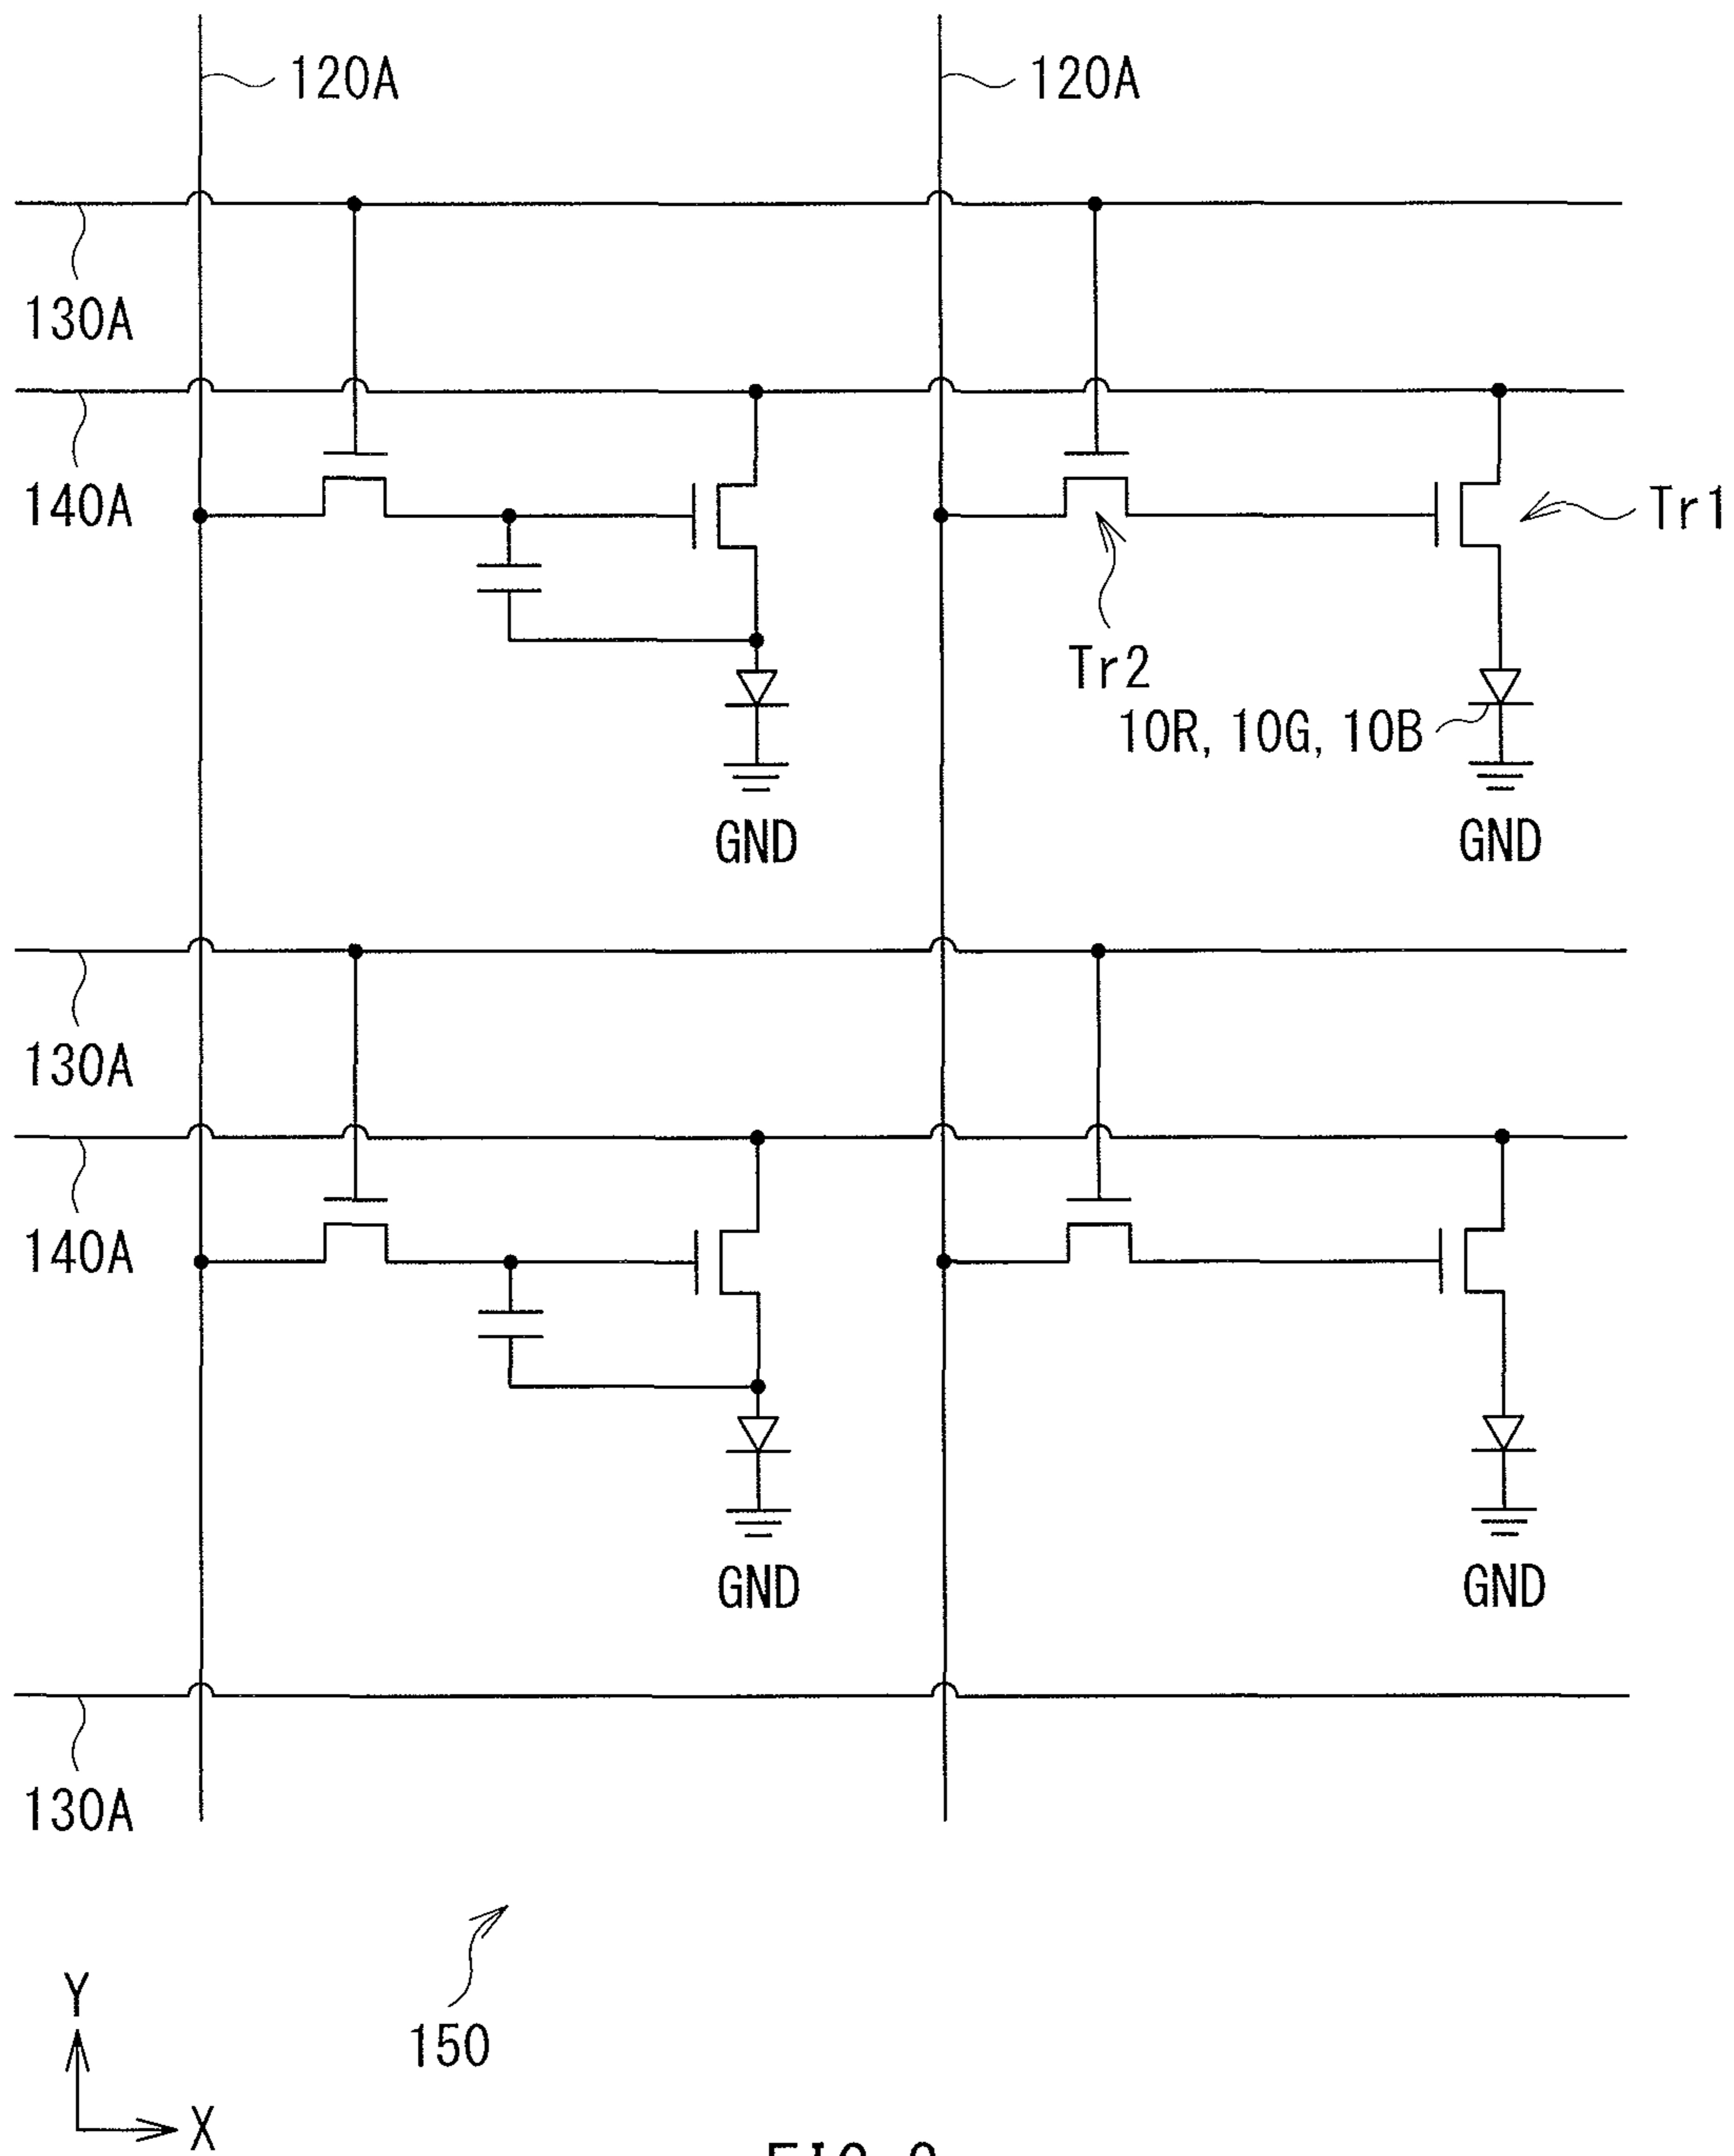 120A
120A
130A
140A
Tr1
Tr2
10R, 10G, 10B
GND
GND
130A
140A
GND
GND
130A
150
Y
X